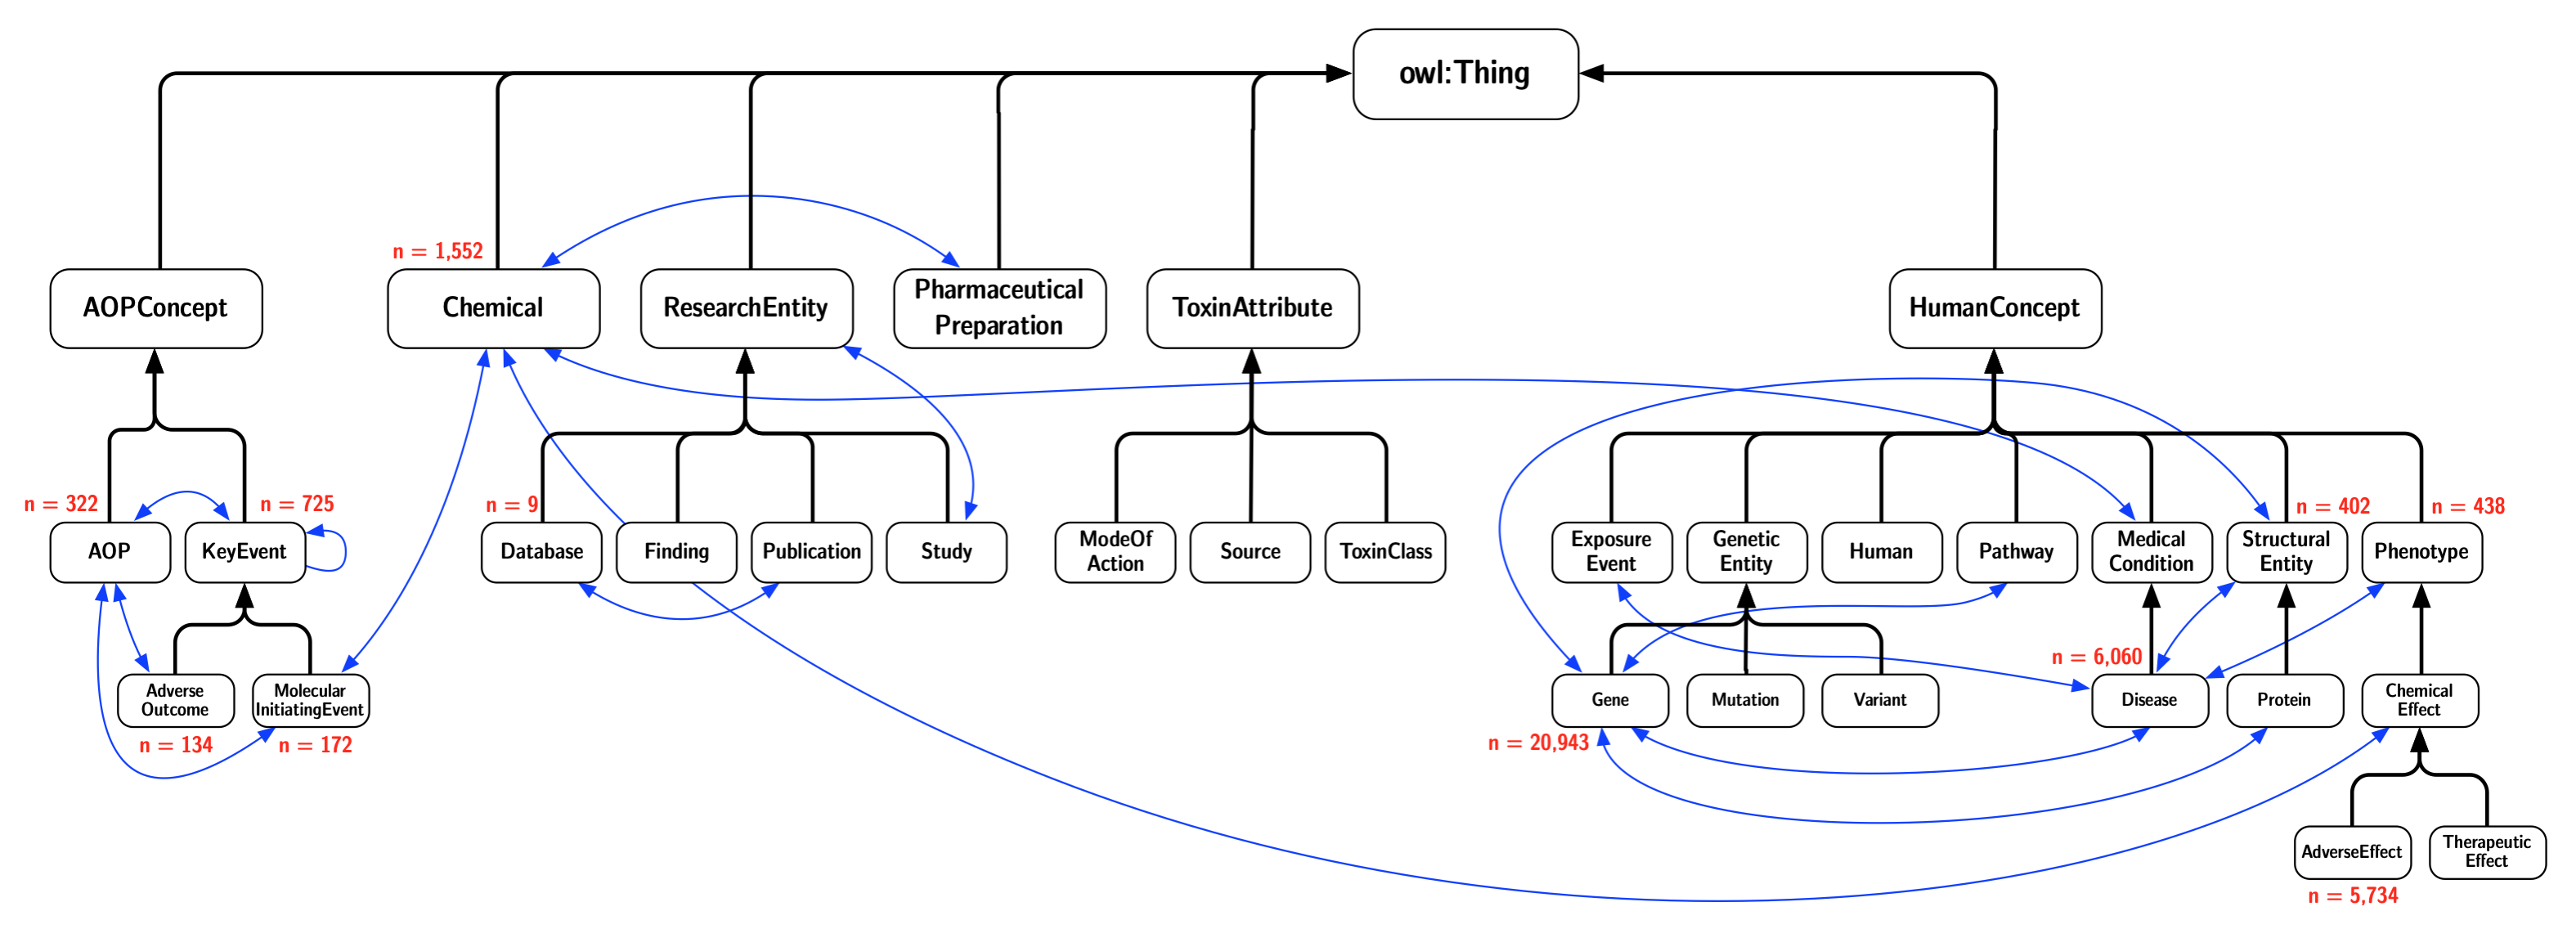 owl:Thing
n = 1,552
AOPConcept
Chemical
ResearchEntity
Pharmaceutical
Preparation
ToxinAttribute
HumanConcept
n = 322
n = 725
n = 9
n = 402
n = 438
AOP
KeyEvent
Database
Finding
Publication
Study
ModeOf
Action
Source
ToxinClass
Exposure
Event
Genetic
Entity
Human
Pathway
Medical
Condition
Structural
Entity
Phenotype
n = 6,060
Adverse
Outcome
Molecular
InitiatingEvent
Gene
Mutation
Variant
Disease
Protein
Chemical
Effect
n = 134
n = 172
n = 20,943
AdverseEffect
Therapeutic
Effect
n = 5,734